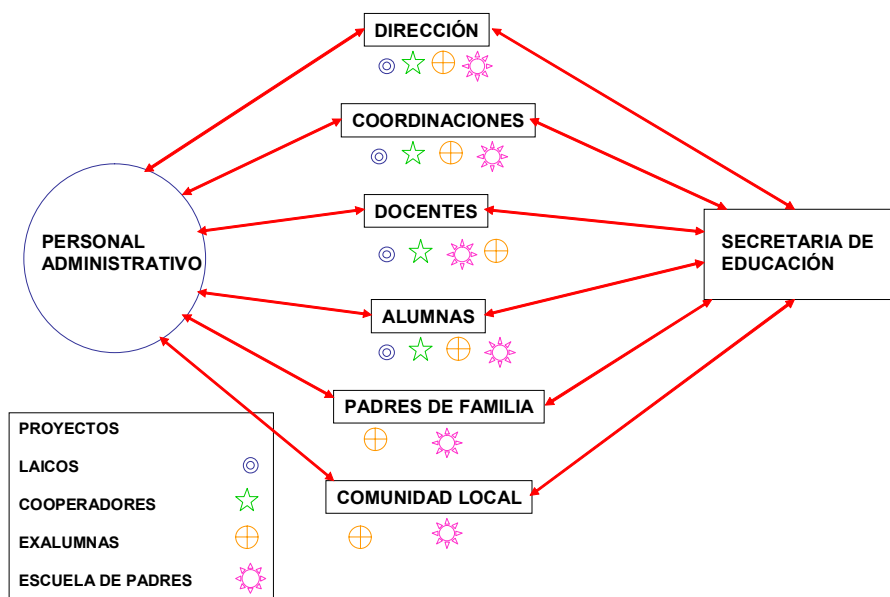 DIRECCIÓN
COORDINACIONES
DOCENTES
PERSONAL
ADMINISTRATIVO
SECRETARIA DE
EDUCACIÓN
ALUMNAS
PADRES DE FAMILIA
COMUNIDAD LOCAL
PROYECTOS
LAICOS
COOPERADORES
EXALUMNAS
ESCUELA DE PADRES